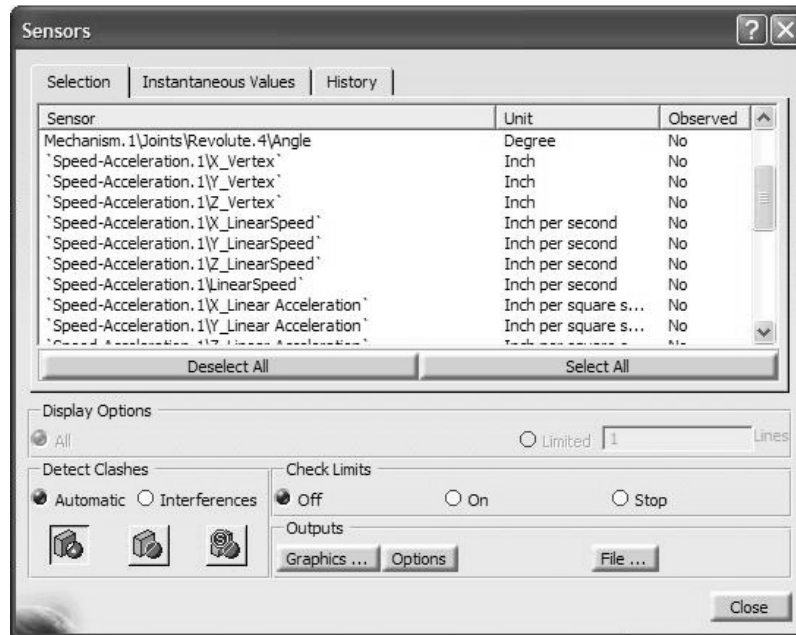 Sensors
Selection Instantaneous Values History
Sensor Unit Observed
Mechanism.1\Joints\Revolute.4\Angle Degree No
`Speed-Acceleration.1\X_Vertex` Inch No
`Speed-Acceleration.1\Y_Vertex` Inch No
`Speed-Acceleration.1\Z_Vertex` Inch No
`Speed-Acceleration.1\X_LinearSpeed` Inch per second No
`Speed-Acceleration.1\Y_LinearSpeed` Inch per second No
`Speed-Acceleration.1\Z_LinearSpeed` Inch per second No
`Speed-Acceleration.1\LinearSpeed` Inch per second No
`Speed-Acceleration.1\X_Linear Acceleration` Inch per square s... No
`Speed-Acceleration.1\Y_Linear Acceleration` Inch per square s... No
Deselect All Select All
Display Options
All Limited 1 Lines
Detect Clashes Check Limits
Automatic Interferences Off On Stop
Outputs
Graphics ... Options File ...
Close